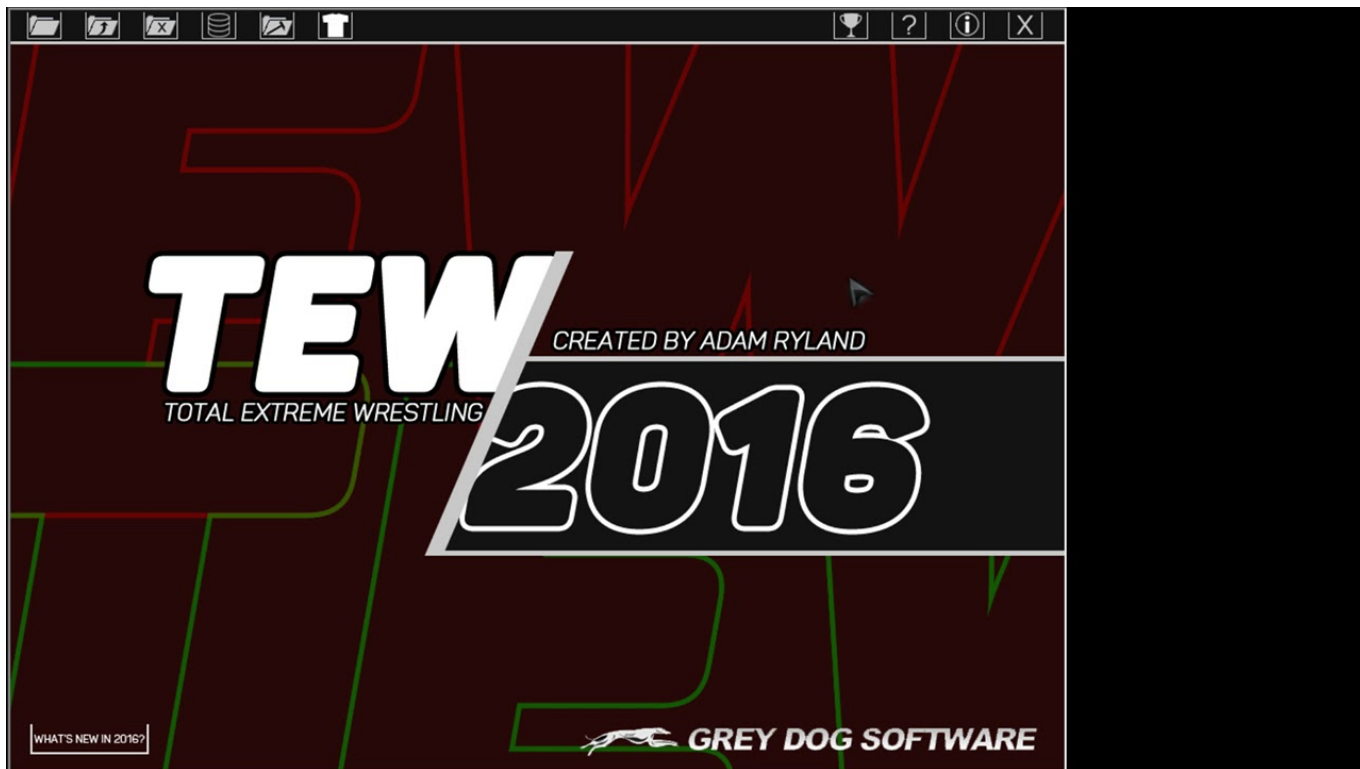 X
?
i
X
TEW
CREATED BY ADAM RYLAND
TOTAL EXTREME WRESTLING
2016
WHAT'S NEW IN 2016?
GREY DOG SOFTWARE